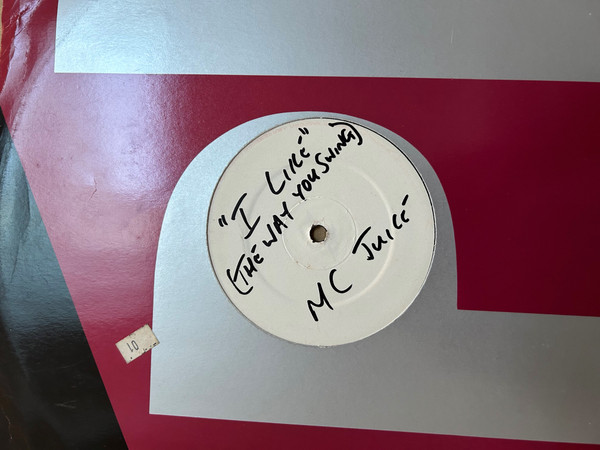 "I LIKE"
(THE WAY YOU SWING)
MC JUICE
10